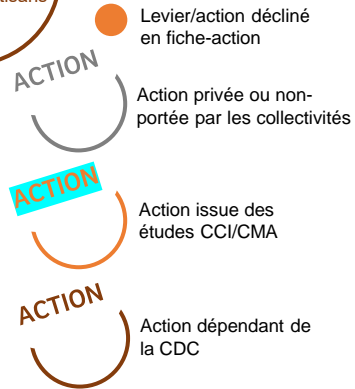 Levier/action décliné
en fiche-action
ACTION
Action privée ou non-
portée par les collectivités
ACTION
Action issue des
études CCI/CMA
ACTION
Action dépendant de
la CDC